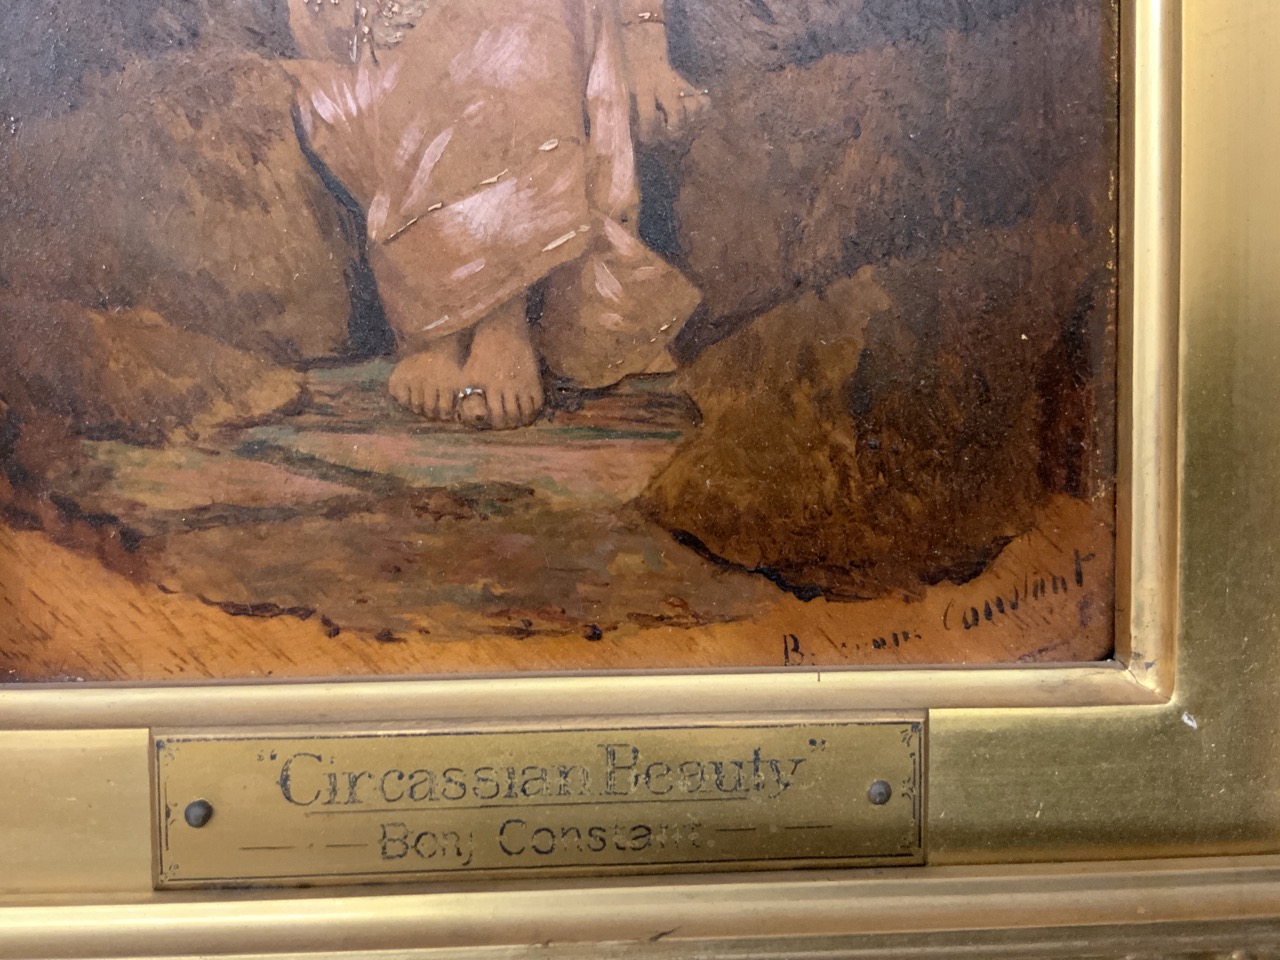 B. Constant
"Circassian Beauty"
Benj Constant